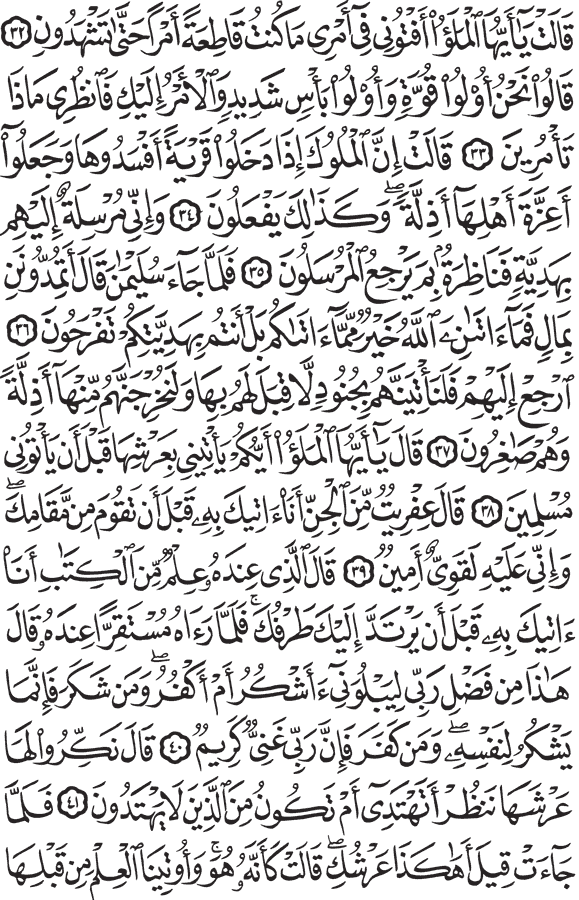 قَالَتْ يَٰٓأَيُّهَا ٱلْمَلَؤُا۟ أَفْتُونِى فِىٓ أَمْرِى مَا كُنتُ قَاطِعَةً أَمْرًا حَتَّىٰ تَشْهَدُونِ ٣٢
قَالُوا۟ نَحْنُ أُو۟لُوا۟ قُوَّةٍ وَأُو۟لُوا۟ بَأْسٍ شَدِيدٍ وَٱلْأَمْرُ إِلَيْكِ فَٱنظُرِى مَاذَا
تَأْمُرِينَ ٣٣ قَالَتْ إِنَّ ٱلْمُلُوكَ إِذَا دَخَلُوا۟ قَرْيَةً أَفْسَدُوهَا وَجَعَلُوٓا۟
أَعِزَّةَ أَهْلِهَآ أَذِلَّةً ۖ وَكَذَٰلِكَ يَفْعَلُونَ ٣٤ وَإِنِّى مُرْسِلَةٌ إِلَيْهِم
بِهَدِيَّةٍ فَنَاظِرَةٌۢ بِمَ يَرْجِعُ ٱلْمُرْسَلُونَ ٣٥ فَلَمَّا جَآءَ سُلَيْمَٰنَ قَالَ أَتُمِدُّونَنِ
بِمَالٍ فَمَآ ءَاتَىٰنِۦَ ٱللَّهُ خَيْرٌ مِّمَّآ ءَاتَىٰكُم بَلْ أَنتُم بِهَدِيَّتِكُمْ تَفْرَحُونَ ٣٦
ٱرْجِعْ إِلَيْهِمْ فَلَنَأْتِيَنَّهُم بِجُنُودٍ لَّا قِبَلَ لَهُم بِهَا وَلَنُخْرِجَنَّهُم مِّنْهَآ أَذِلَّةً
وَهُمْ صَٰغِرُونَ ٣٧ قَالَ يَٰٓأَيُّهَا ٱلْمَلَؤُا۟ أَيُّكُمْ يَأْتِينِى بِعَرْشِهَا قَبْلَ أَن يَأْتُونِى
مُسْلِمِينَ ٣٨ قَالَ عِفْرِيتٌ مِّنَ ٱلْجِنِّ أَنَا۠ ءَاتِيكَ بِهِۦ قَبْلَ أَن تَقُومَ مِن مَّقَامِكَ ۖ
وَإِنِّى عَلَيْهِ لَقَوِىٌّ أَمِينٌ ٣٩ قَالَ ٱلَّذِى عِندَهُۥ عِلْمٌ مِّنَ ٱلْكِتَٰبِ أَنَا۠
ءَاتِيكَ بِهِۦ قَبْلَ أَن يَرْتَدَّ إِلَيْكَ طَرْفُكَ ۚ فَلَمَّا رَءَاهُ مُسْتَقِرًّا عِندَهُۥ قَالَ
هَٰذَا مِن فَضْلِ رَبِّى لِيَبْلُوَنِىٓ ءَأَشْكُرُ أَمْ أَكْفُرُ ۖ وَمَن شَكَرَ فَإِنَّمَا
يَشْكُرُ لِنَفْسِهِۦ ۖ وَمَن كَفَرَ فَإِنَّ رَبِّى غَنِىٌّ كَرِيمٌ ٤٠ قَالَ نَكِّرُوا۟ لَهَا
عَرْشَهَا نَنظُرْ أَتَهْتَدِىٓ أَمْ تَكُونُ مِنَ ٱلَّذِينَ لَا يَهْتَدُونَ ٤١ فَلَمَّا
جَآءَتْ قِيلَ أَهَٰكَذَا عَرْشُكِ ۖ قَالَتْ كَأَنَّهُۥ هُوَ ۚ وَأُوتِينَا ٱلْعِلْمَ مِن قَبْلِهَا